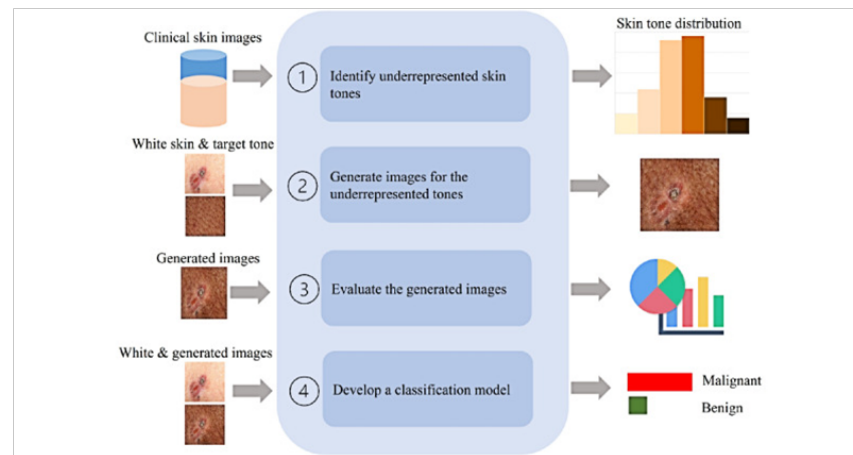 Clinical skin images
1
Identify underrepresented skin
tones
Skin tone distribution
White skin & target tone
2
Generate images for the
underrepresented tones
Generated images
3
Evaluate the generated images
White & generated images
4
Develop a classification model
Malignant
Benign